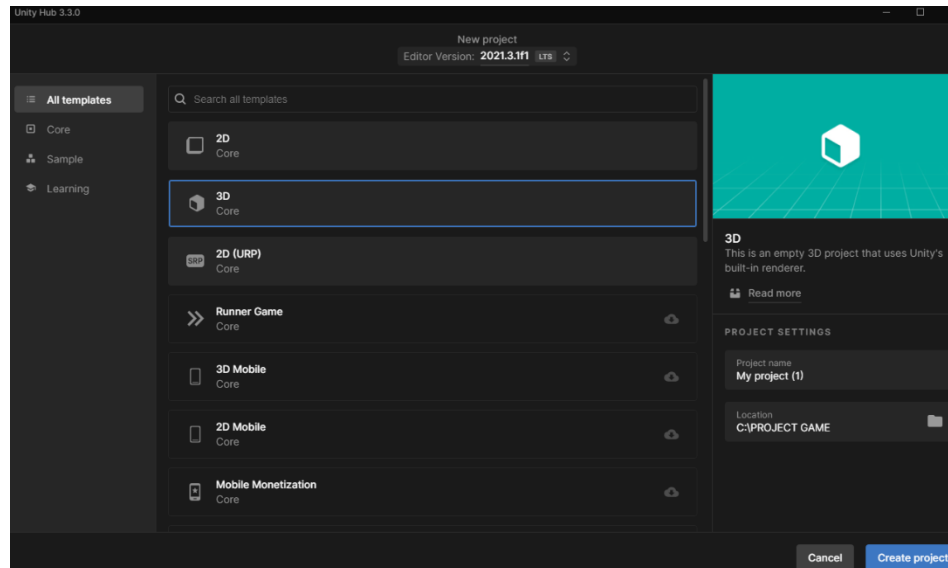 Unity Hub 3.3.0
New project
Editor Version: 2021.3.1f1 LTS
All templates
Core
Sample
Learning
Search all templates
2D
Core
3D
Core
SRP
2D (URP)
Core
Runner Game
Core
3D Mobile
Core
2D Mobile
Core
Mobile Monetization
Core
3D
This is an empty 3D project that uses Unity's
built-in renderer.
Read more
PROJECT SETTINGS
Project name
My project (1)
Location
C:\PROJECT GAME
Cancel
Create project